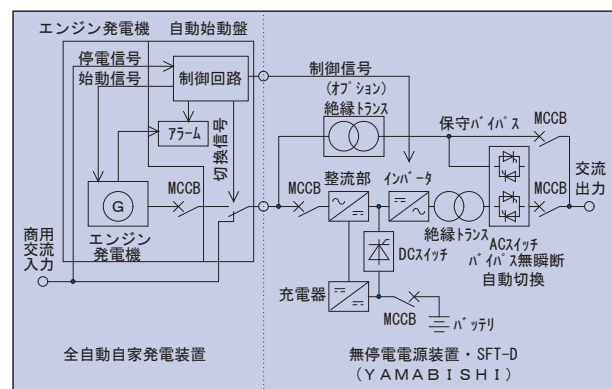 エンジン発電機
自動始動盤
停電信号
始動信号
制御回路
アラーム
切換信号
MCCB
G
エンジン
発電機
商用
交流
入力
全自動自家発電装置
制御信号
(オプション)
絶縁トランス
保守バイパス
MCCB
MCCB
整流部
インバータ
MCCB
交流
出力
絶縁トランス
ACスイッチ
バイパス無瞬断
自動切換
DCスイッチ
充電器
MCCB
バッテリ
無停電電源装置・SFT-D
(YAMABISHI)